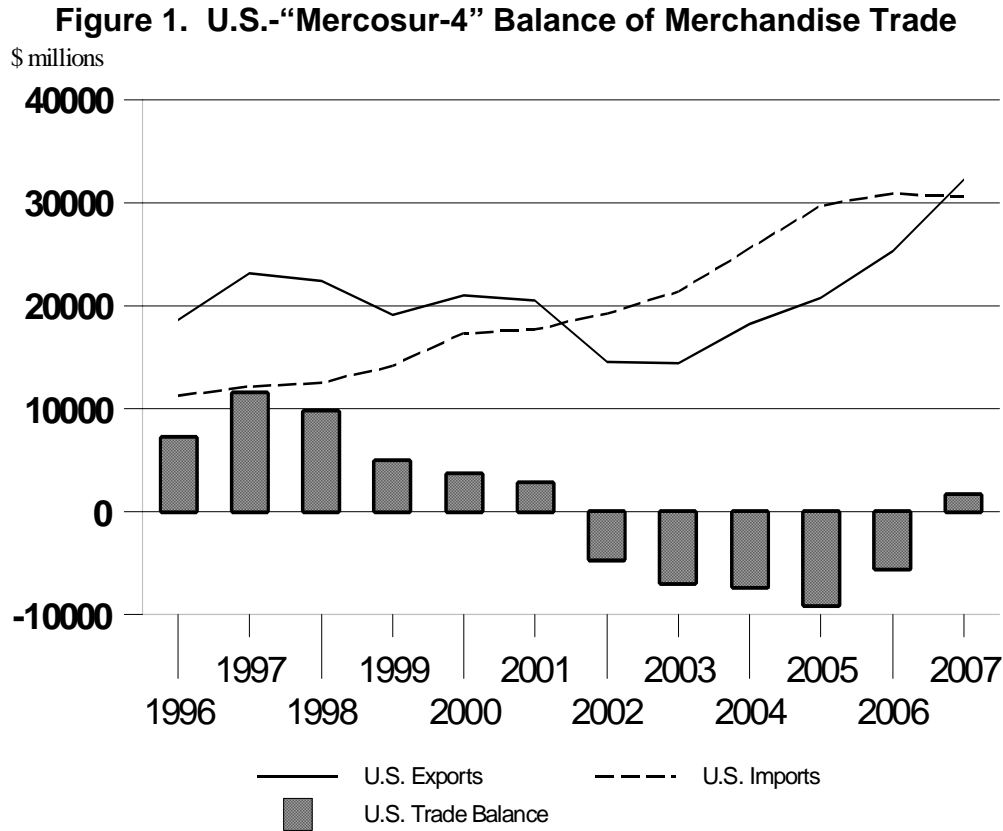 Figure 1. U.S.-“Mercosur-4” Balance of Merchandise Trade
$ millions
40000
30000
20000
10000
0
-10000
1997 1999 2001 2003 2005 2007
1996 1998 2000 2002 2004 2006
U.S. Exports U.S. Imports
U.S. Trade Balance